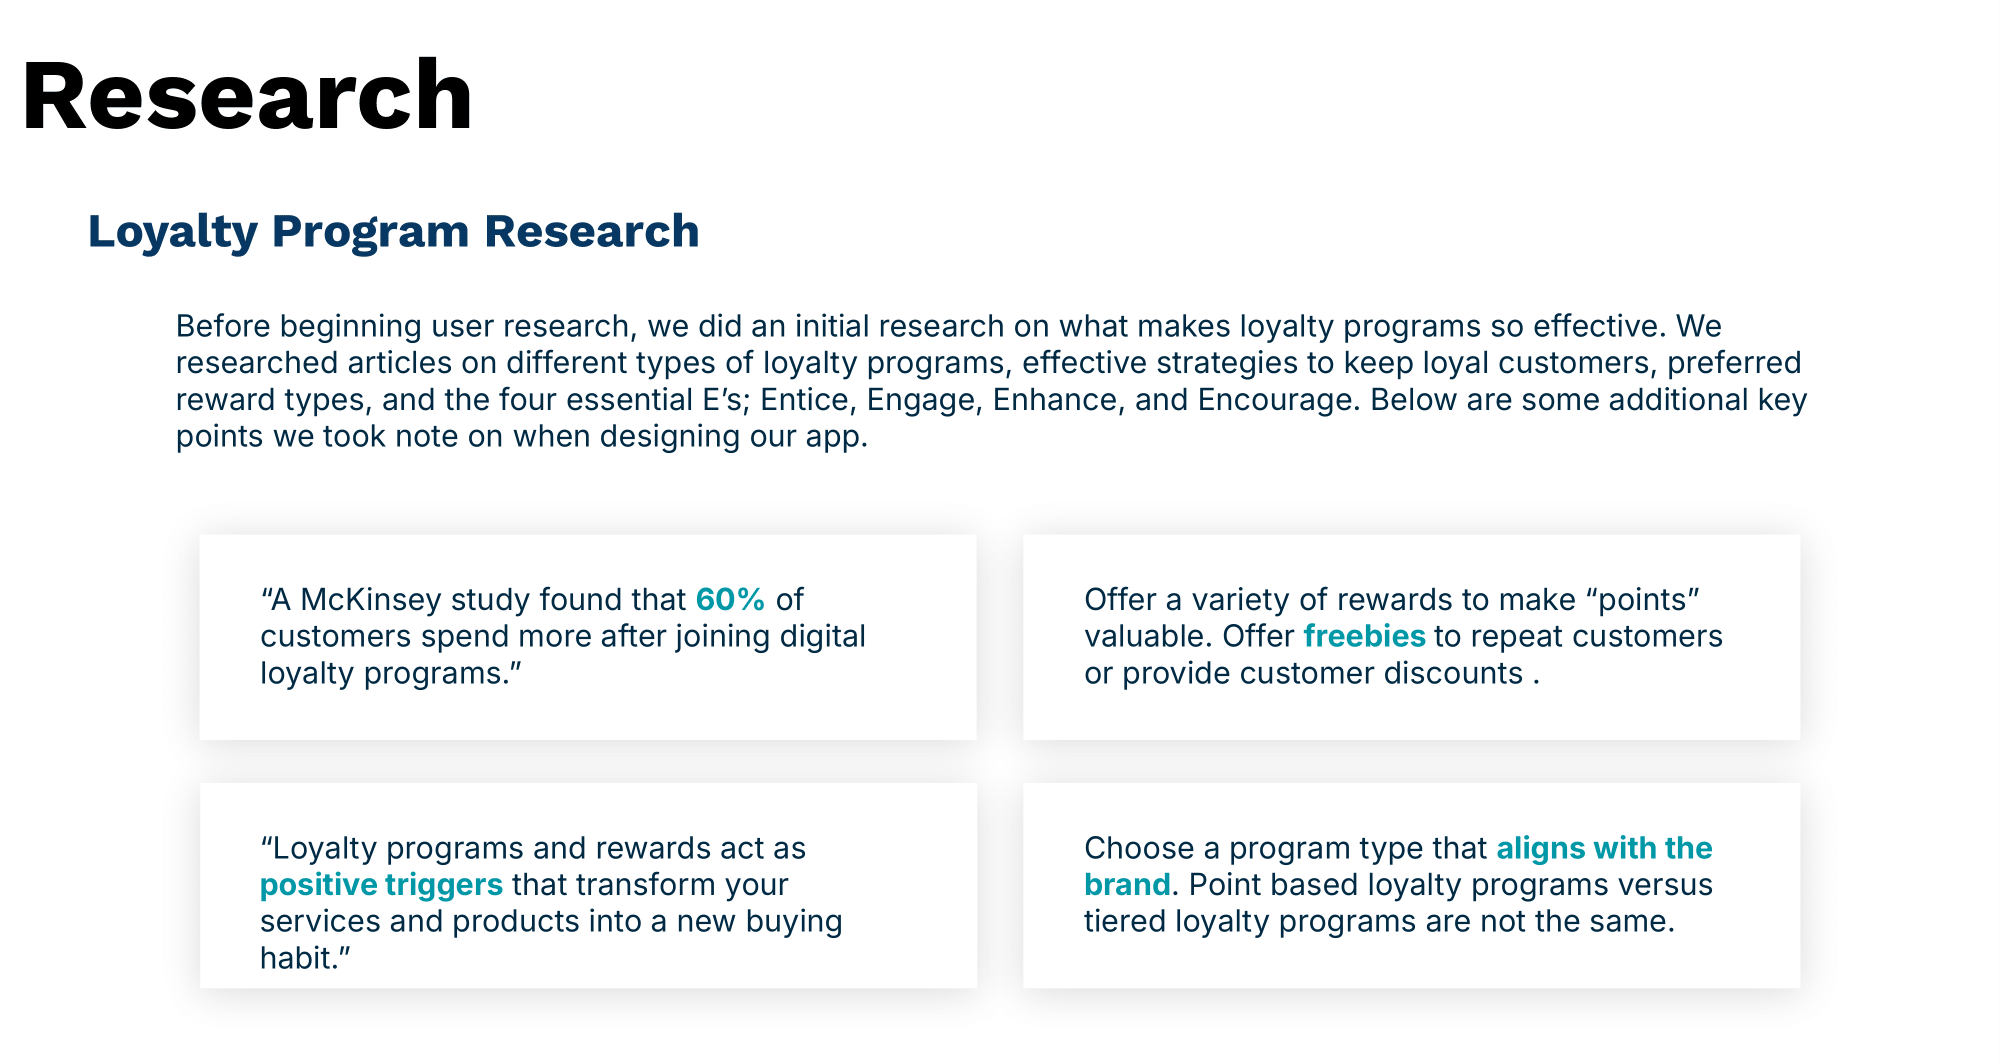 Research
Loyalty Program Research
Before beginning user research, we did an initial research on what makes loyalty programs so effective. We
researched articles on different types of loyalty programs, effective strategies to keep loyal customers, preferred
reward types, and the four essential E’s; Entice, Engage, Enhance, and Encourage. Below are some additional key
points we took note on when designing our app.
“A McKinsey study found that 60% of
customers spend more after joining digital
loyalty programs.”
Offer a variety of rewards to make “points”
valuable. Offer freebies to repeat customers
or provide customer discounts .
“Loyalty programs and rewards act as
positive triggers that transform your
services and products into a new buying
habit.”
Choose a program type that aligns with the
brand. Point based loyalty programs versus
tiered loyalty programs are not the same.